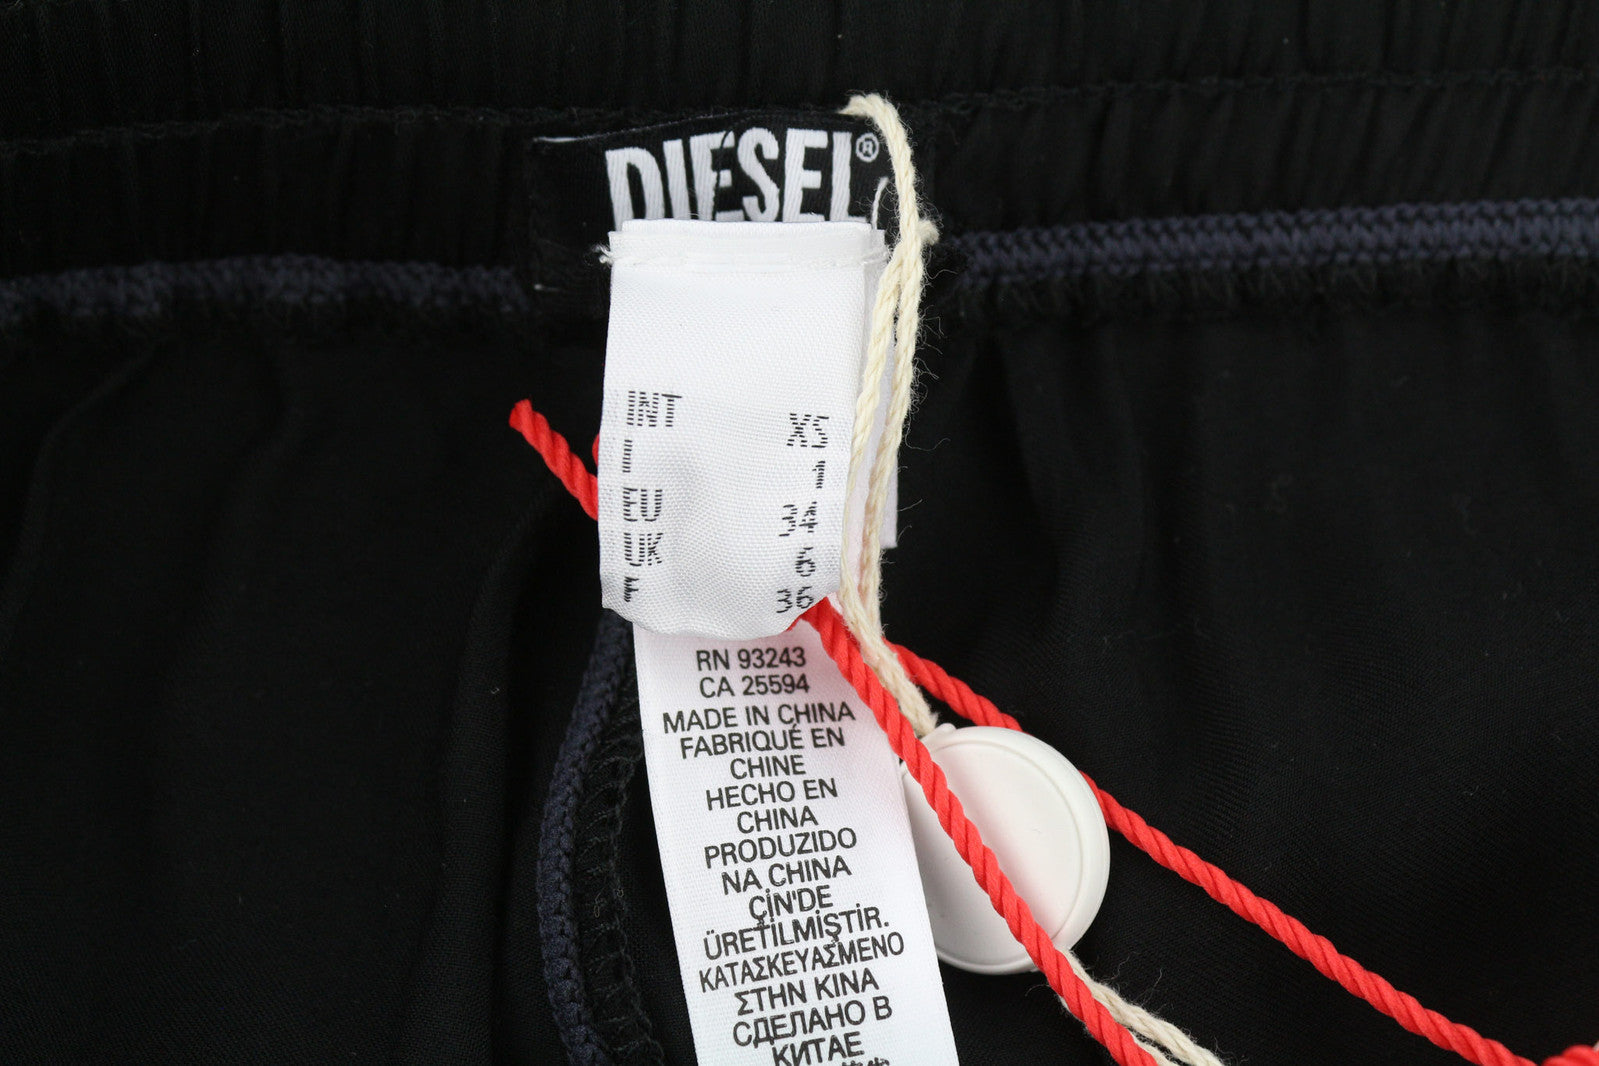 DIESEL®
INT XS
I 1
EU 34
UK 6
F 36
RN 93243
CA 25594
MADE IN CHINA
FABRIQUÉ EN
CHINE
HECHO EN
CHINA
PRODUZIDO
NA CHINA
ÇİN'DE
ÜRETİLMİŞTİR.
ΚΑΤΑΣΚΕΥΑΣΜΕΝΟ
ΣΤΗΝ ΚΙΝΑ
СДЕЛАНО В
КИТАЕ